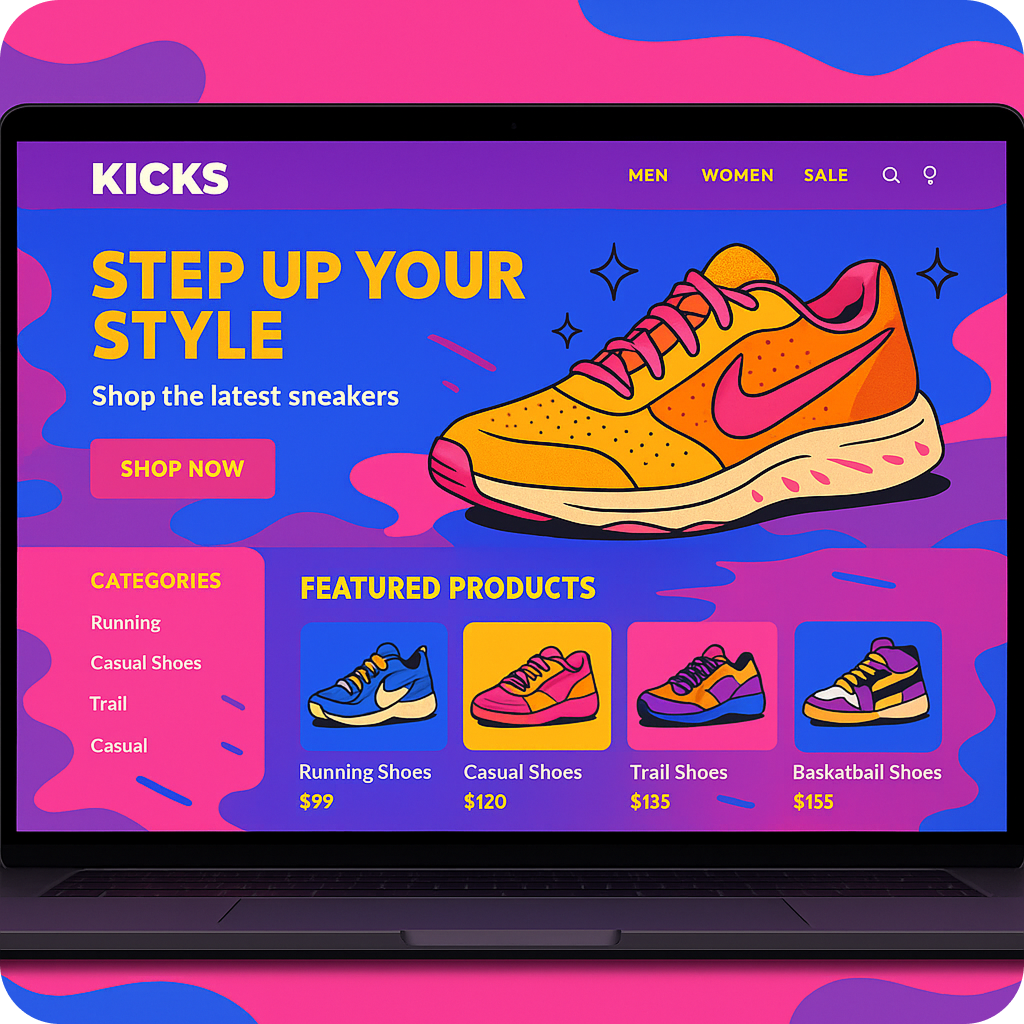 KICKS
MEN WOMEN SALE
STEP UP YOUR
STYLE
Shop the latest sneakers
SHOP NOW
CATEGORIES
Running
Casual Shoes
Trail
Casual
FEATURED PRODUCTS
Running Shoes
$99
Casual Shoes
$120
Trail Shoes
$135
Baskatbail Shoes
$155